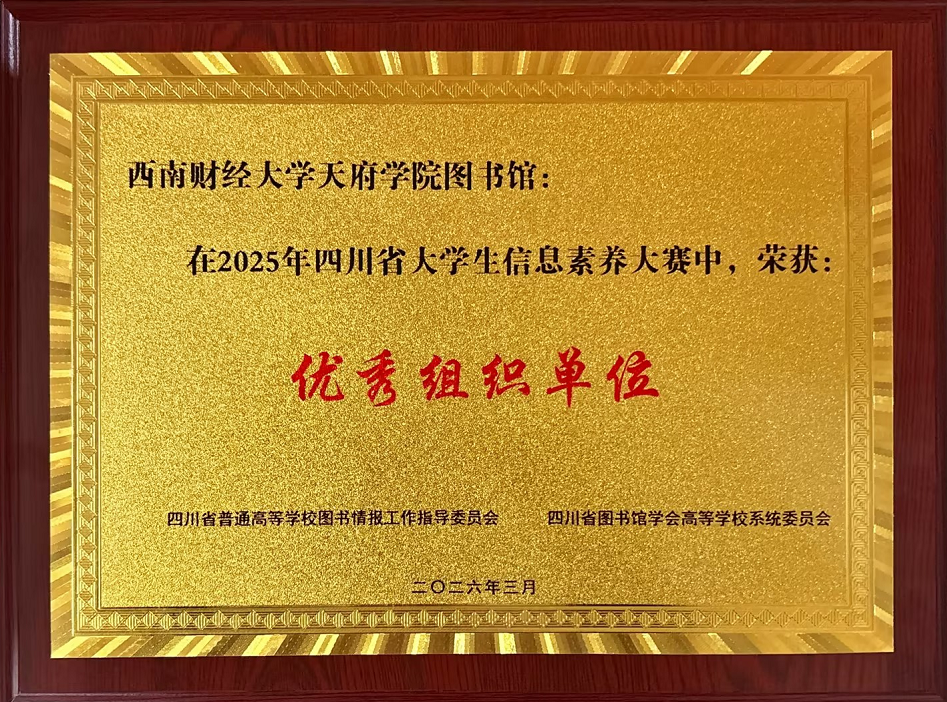 西南财经大学天府学院图书馆：
在2025年四川省大学生信息素养大赛中，荣获：
优秀组织单位
四川省普通高等学校图书情报工作指导委员会 四川省图书馆学会高等学校系统委员会
二〇二六年三月